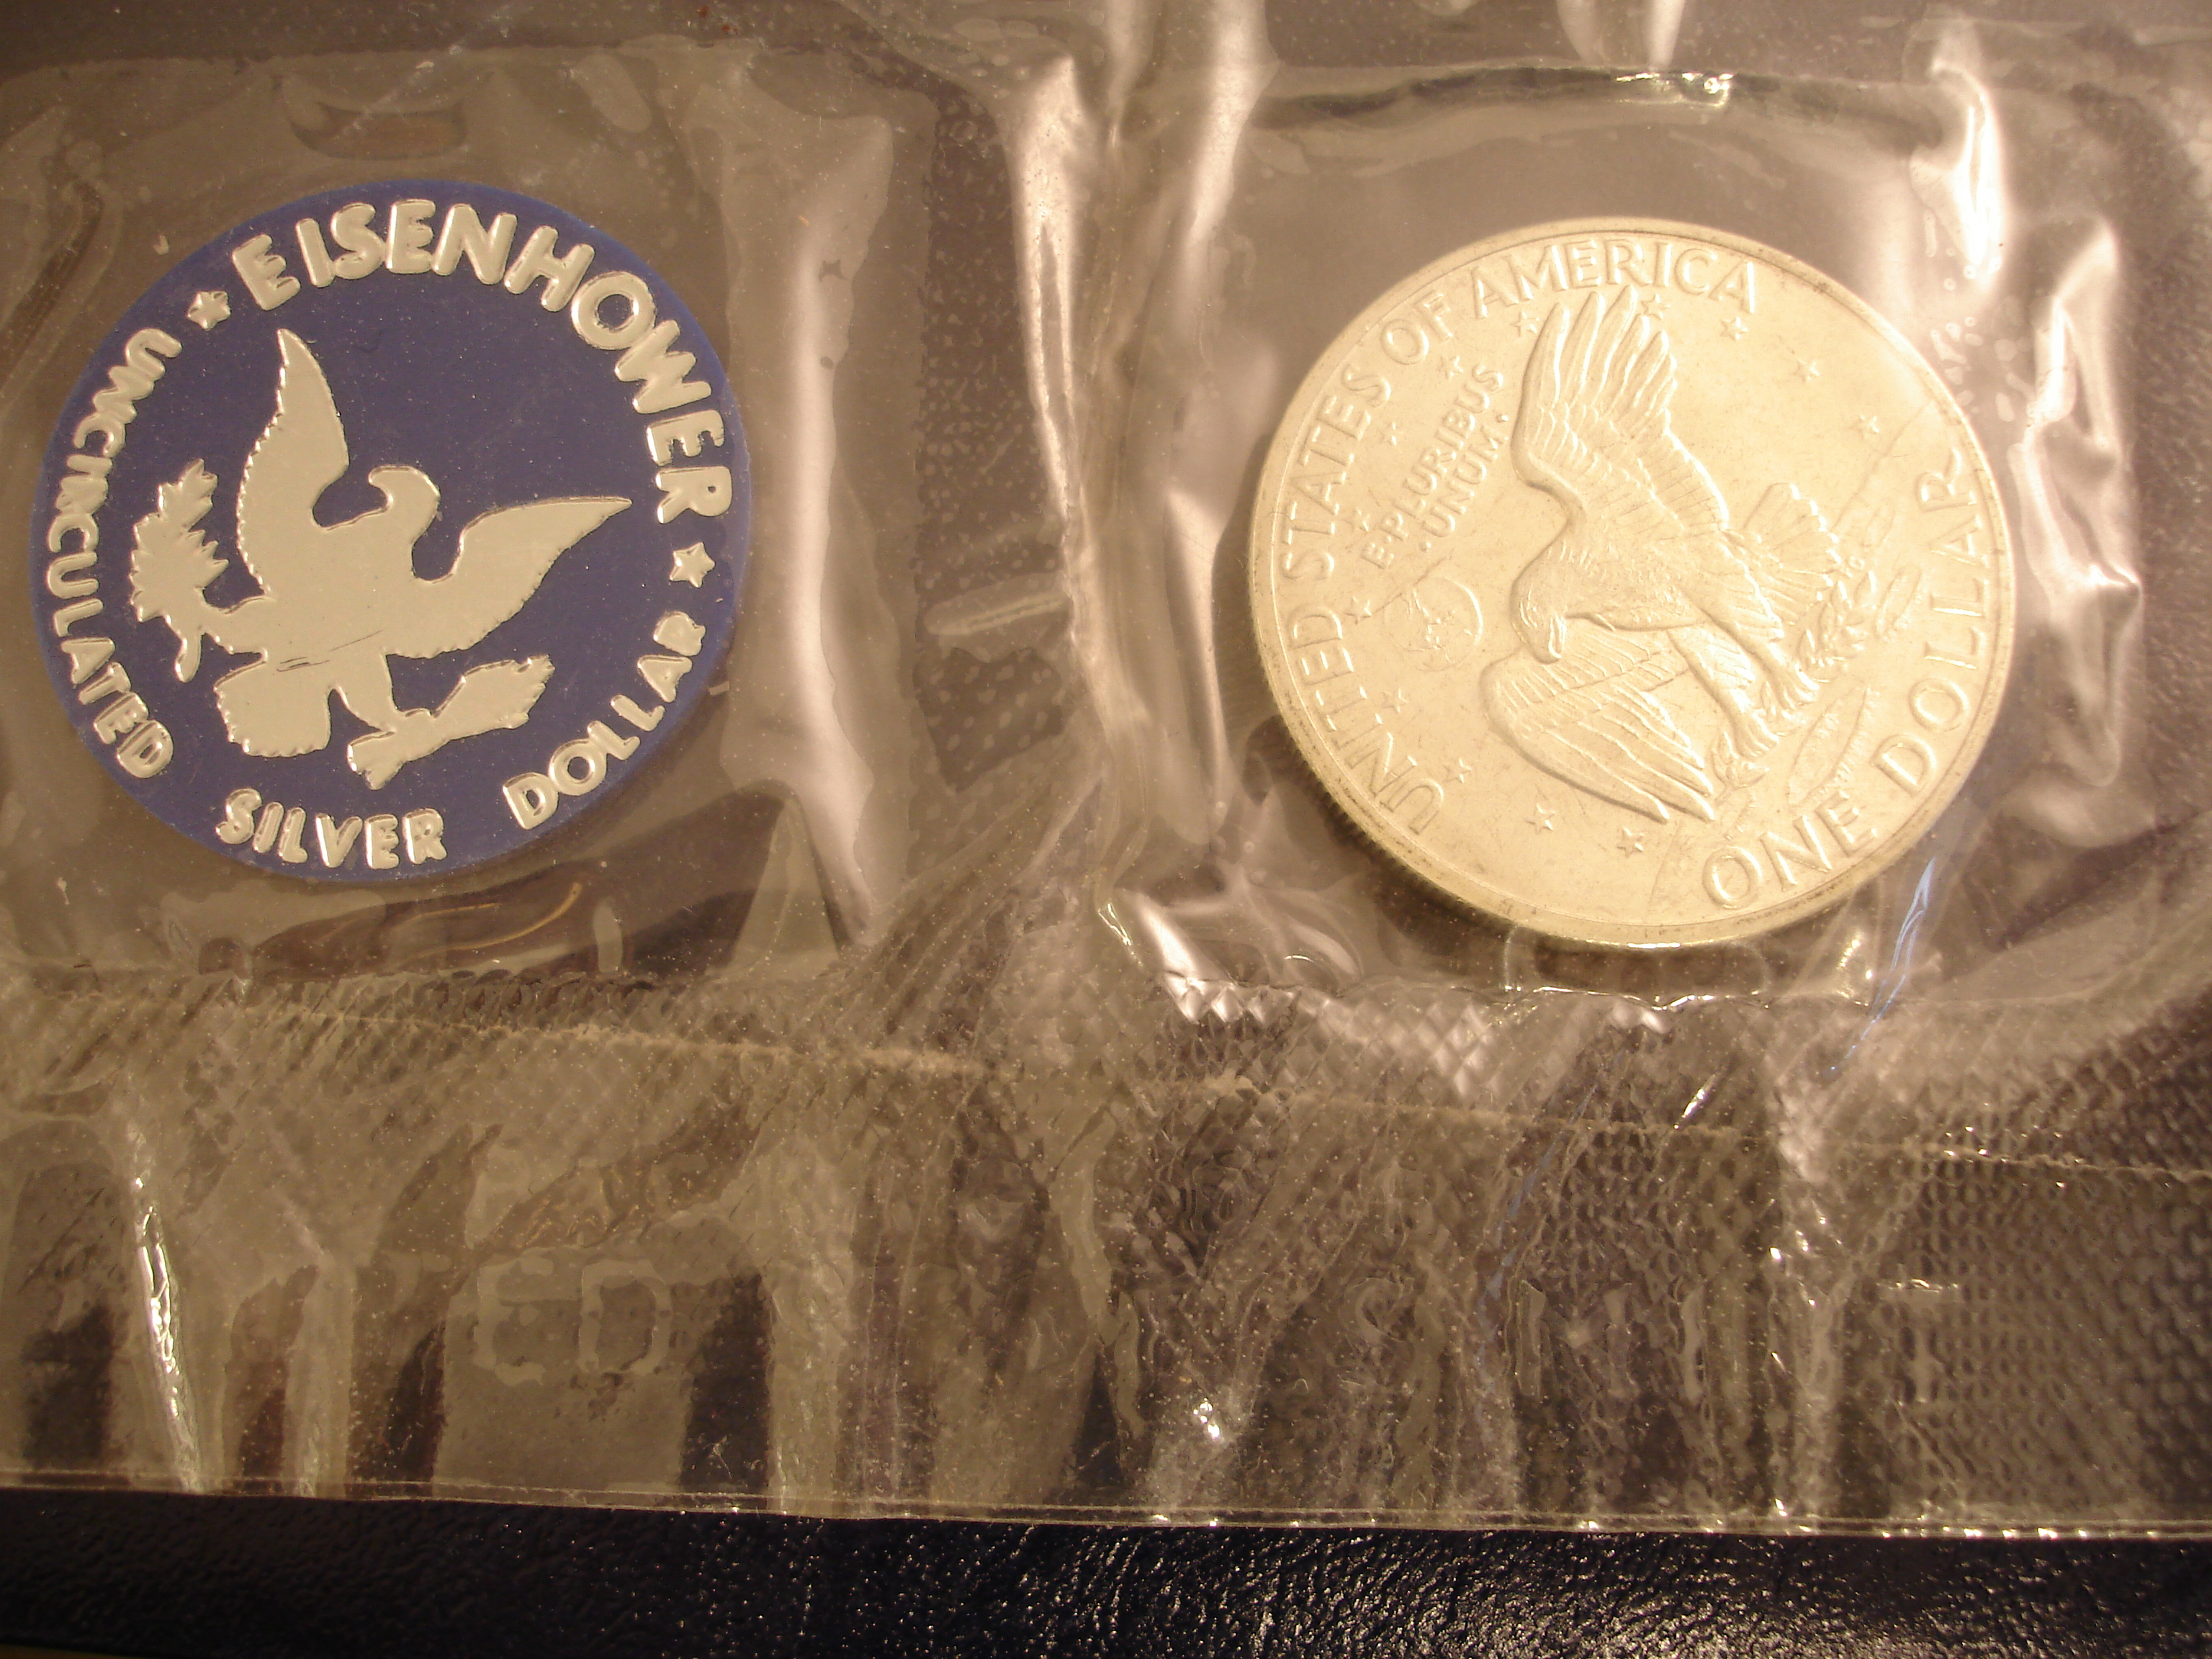 EISENHOWER
UNCIRCULATED SILVER DOLLAR
UNITED STATES OF AMERICA
E·PLURIBUS
·UNUM·
ONE DOLLAR